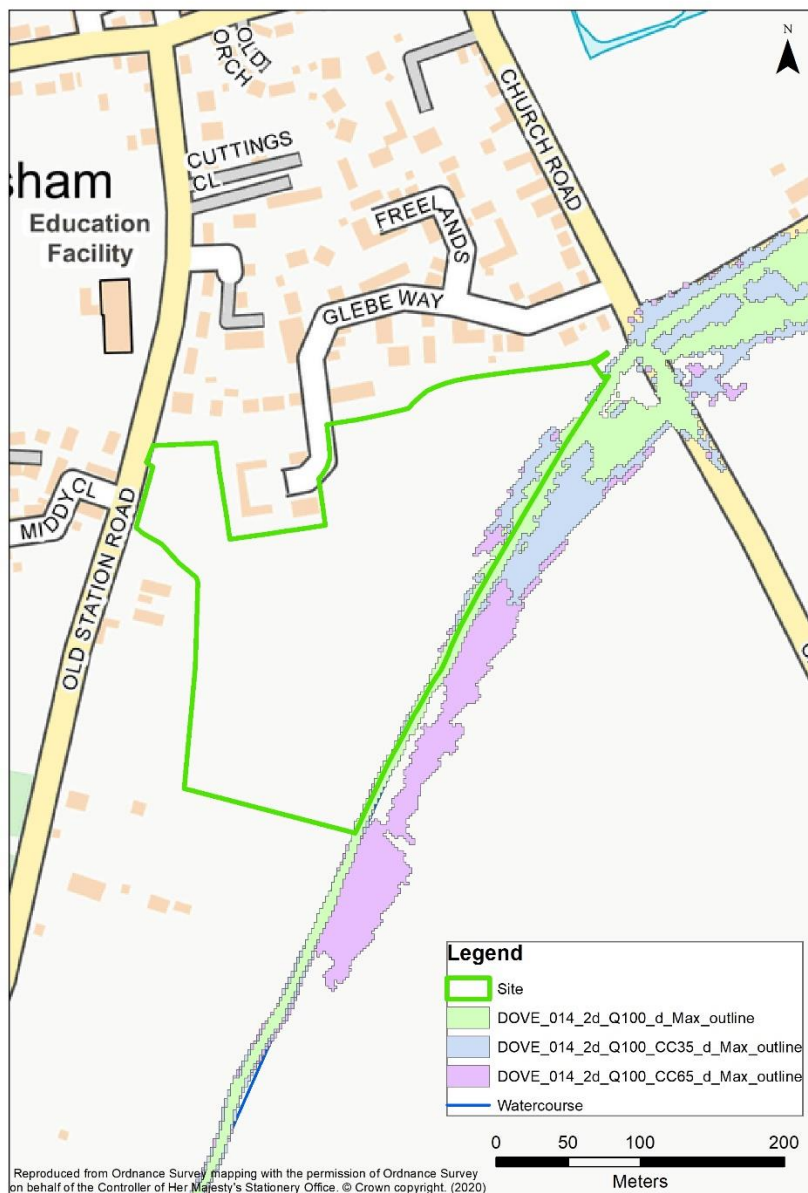 N
OLD
ORCH
CHURCH ROAD
CUTTINGS
CL
sham
Education
Facility
FREELANDS
GLEBE WAY
MIDDY CL
OLD STATION ROAD
Legend
Site
DOVE_014_2d_Q100_d_Max_outline
DOVE_014_2d_Q100_CC35_d_Max_outline
DOVE_014_2d_Q100_CC65_d_Max_outline
Watercourse
0 50 100 200
Meters
Reproduced from Ordnance Survey mapping with the permission of Ordnance Survey
on behalf of the Controller of Her Majesty's Stationery Office. © Crown copyright. (2020)